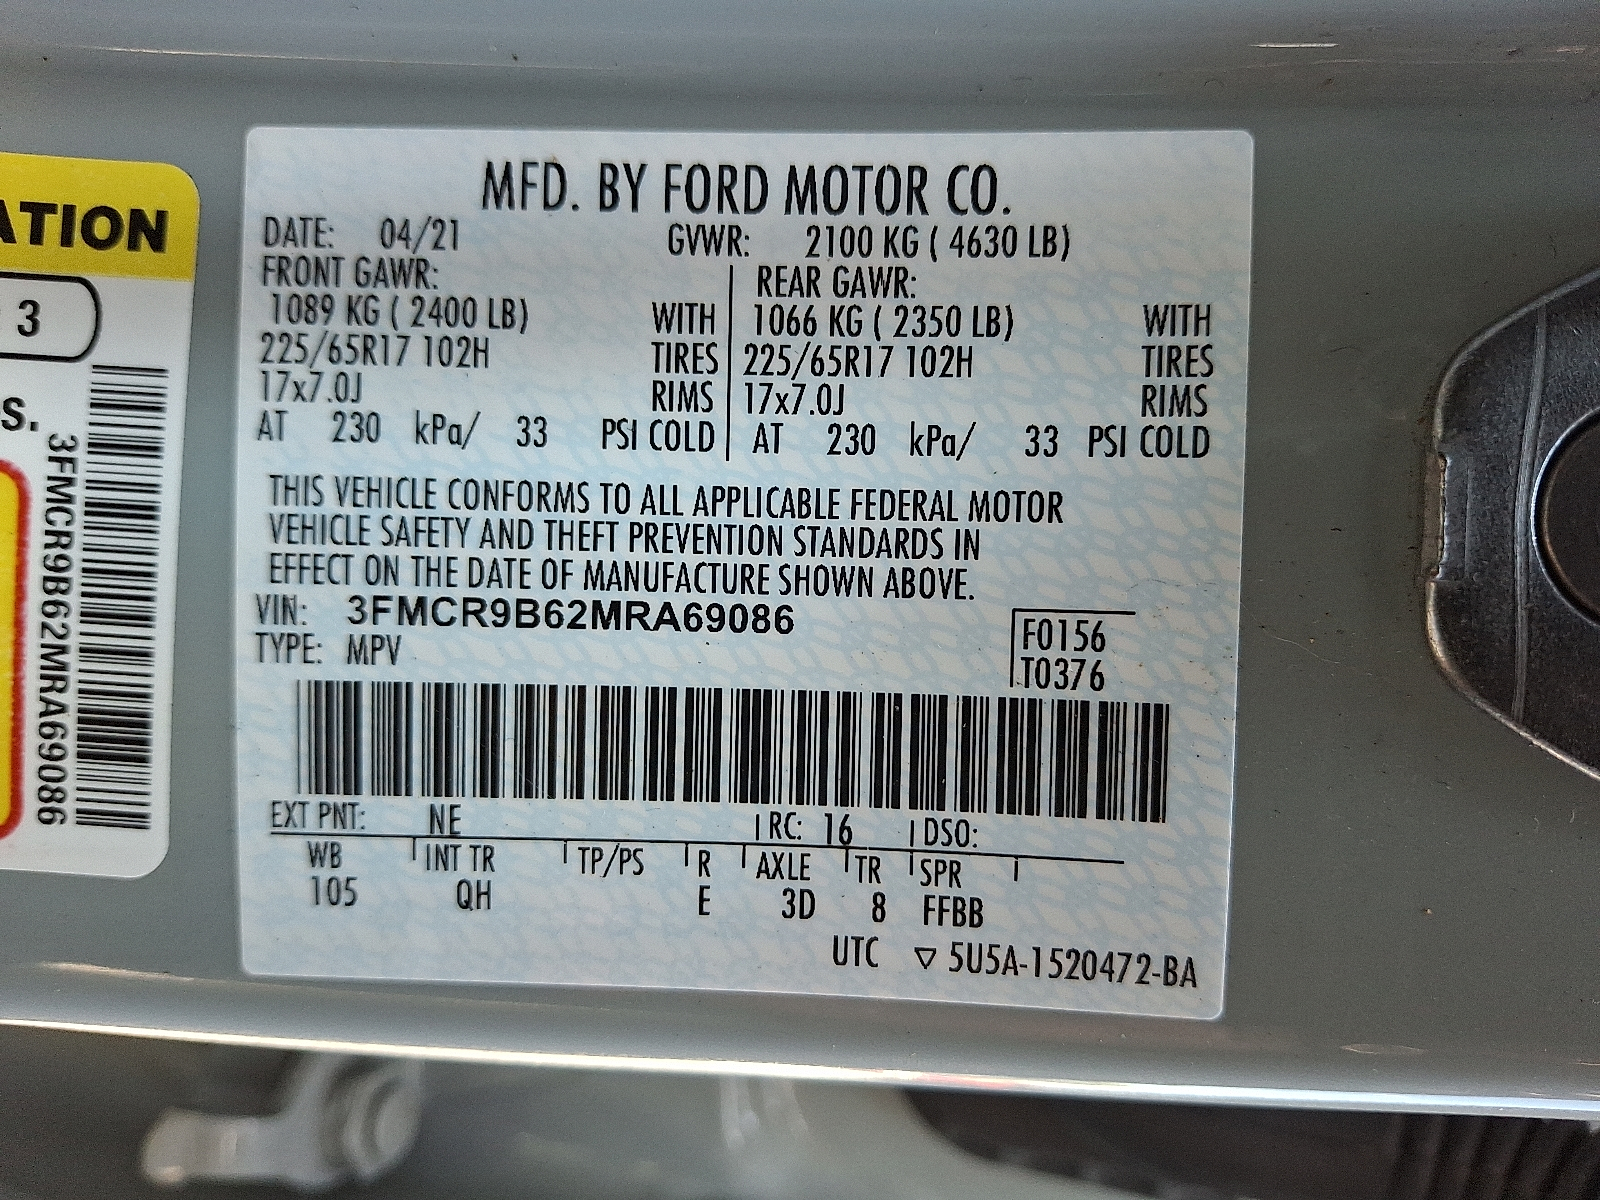 ATION
3
S.
3FMCR9B62MRA69086
MFD. BY FORD MOTOR CO.
DATE: 04/21 GVWR: 2100 KG ( 4630 LB)
FRONT GAWR: REAR GAWR:
1089 KG ( 2400 LB) WITH 1066 KG ( 2350 LB) WITH
225/65R17 102H TIRES 225/65R17 102H TIRES
17x7.0J RIMS 17x7.0J RIMS
AT 230 kPa/ 33 PSI COLD AT 230 kPa/ 33 PSI COLD
THIS VEHICLE CONFORMS TO ALL APPLICABLE FEDERAL MOTOR
VEHICLE SAFETY AND THEFT PREVENTION STANDARDS IN
EFFECT ON THE DATE OF MANUFACTURE SHOWN ABOVE.
VIN: 3FMCR9B62MRA69086 F0156
TYPE: MPV T0376
EXT PNT: NE RC: 16 DSO:
WB INT TR TP/PS R AXLE TR SPR
105 QH E 3D 8 FFBB
UTC ▽ 5U5A-1520472-BA